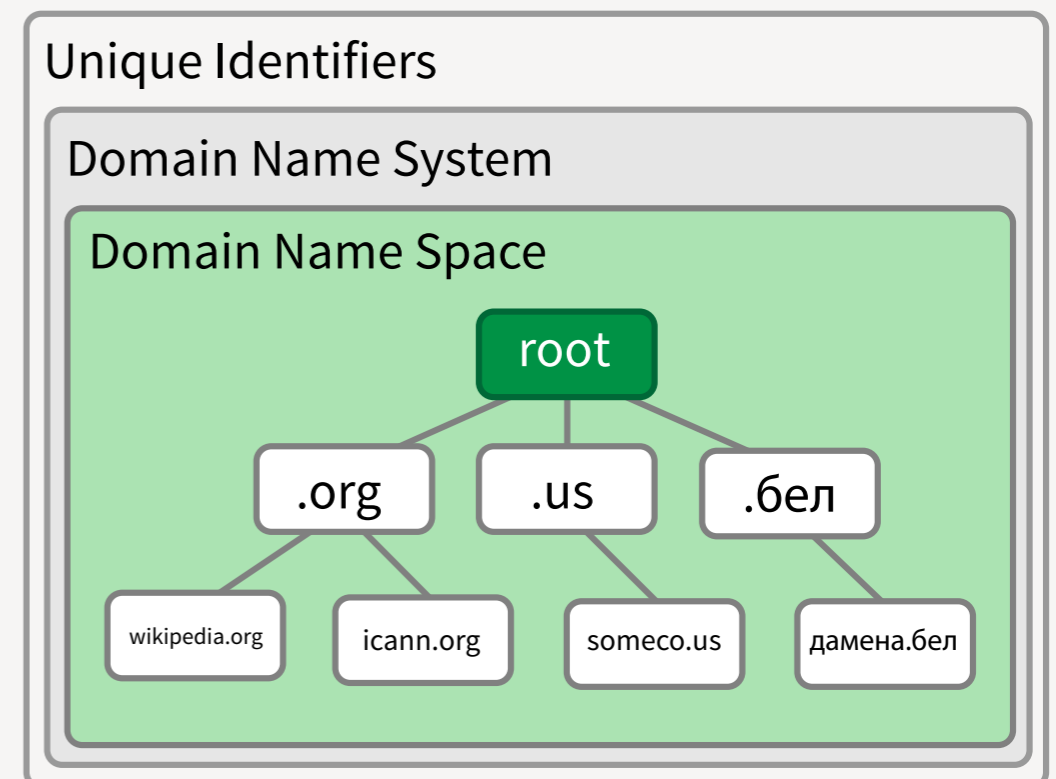 Unique Identifiers
Domain Name System
Domain Name Space
root
.org
.us
.бел
wikipedia.org
icann.org
someco.us
дамена.бел